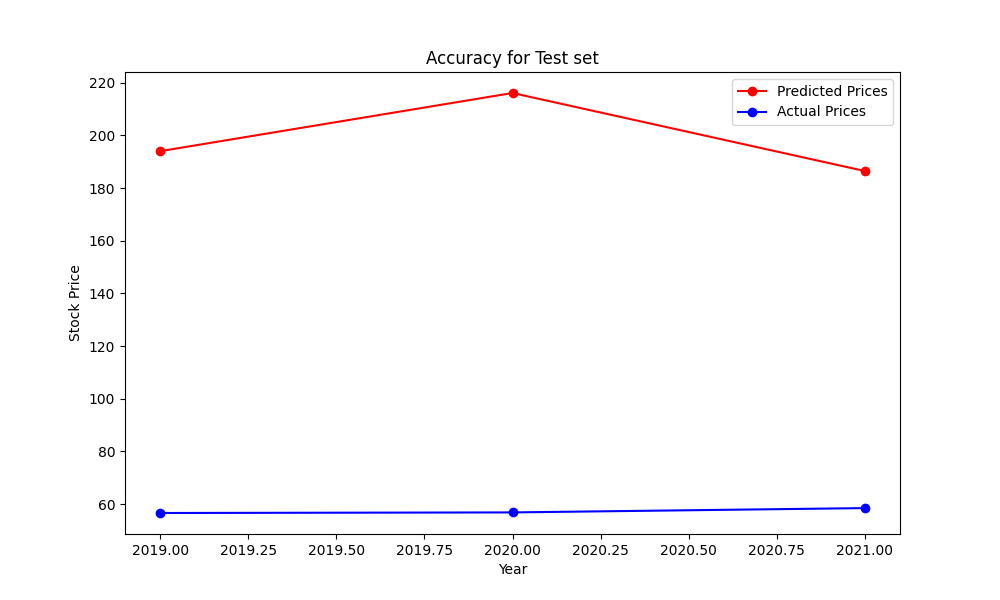 Accuracy for Test set
Predicted Prices
Actual Prices
220
200
180
160
140
120
100
80
60
Stock Price
2019.00 2019.25 2019.50 2019.75 2020.00 2020.25 2020.50 2020.75 2021.00
Year